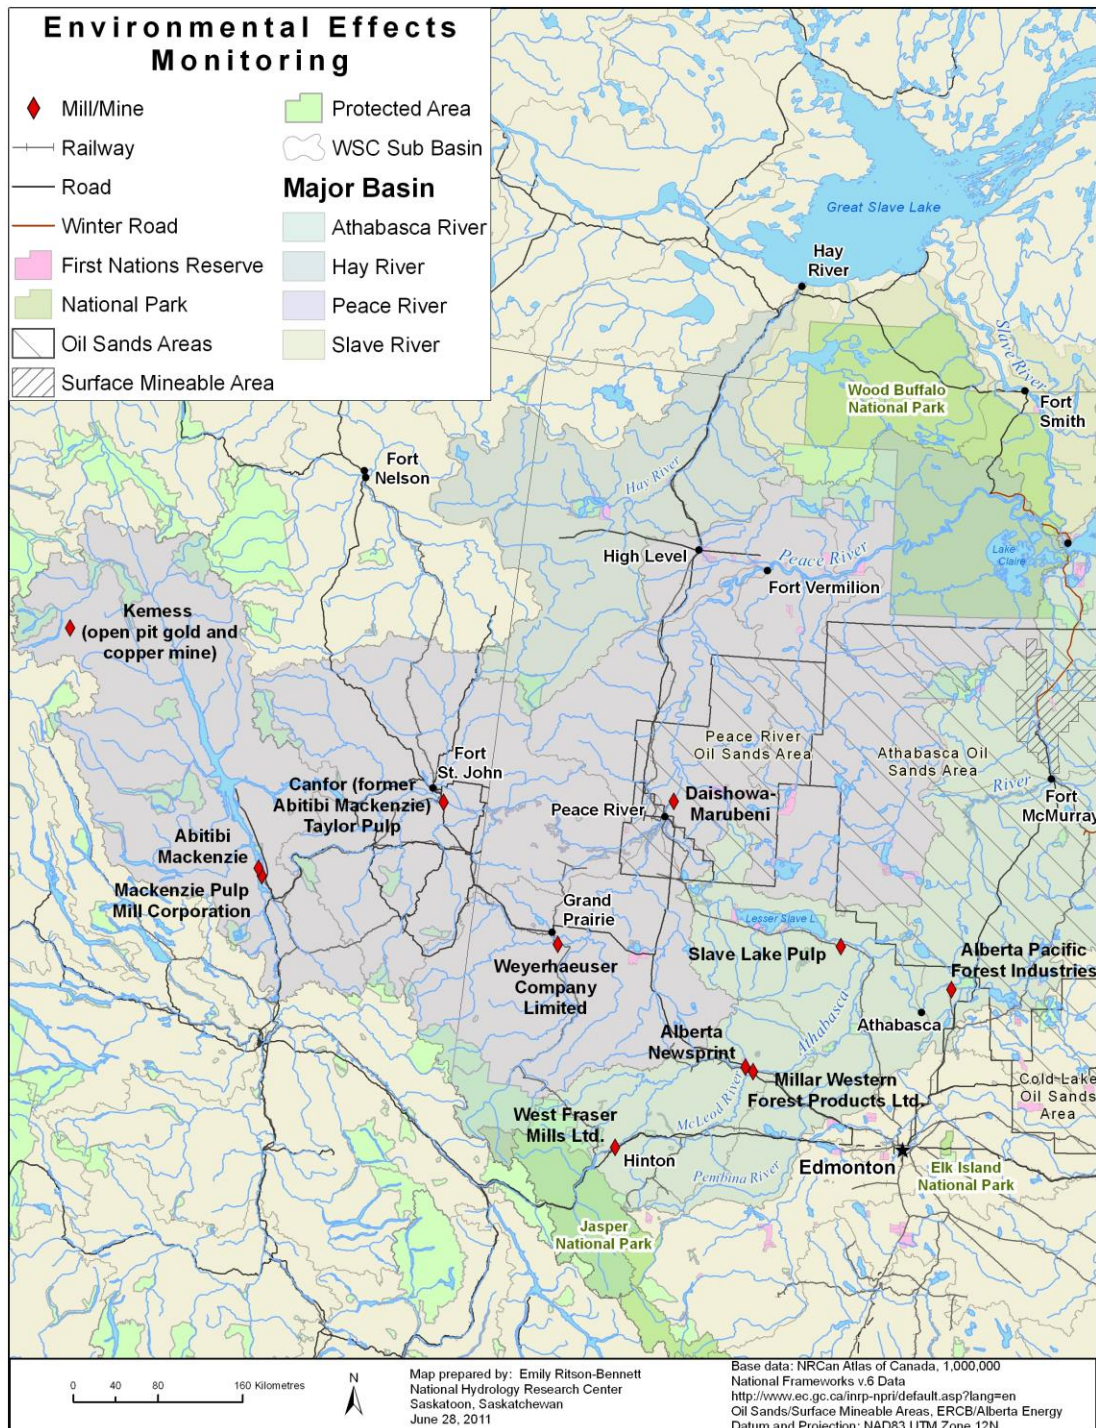 Environmental Effects
Monitoring
Mill/Mine
Railway
Road
Winter Road
First Nations Reserve
National Park
Oil Sands Areas
Surface Mineable Area
Protected Area
WSC Sub Basin
Major Basin
Athabasca River
Hay River
Peace River
Slave River
Great Slave Lake
Hay
River
Slave River
Wood Buffalo
National Park
Fort
Smith
Fort
Nelson
Hay River
High Level
Peace River
Lake
Claire
Fort Vermilion
Kemess
(open pit gold and
copper mine)
Peace River
Oil Sands Area
Athabasca Oil
Sands Area
Fort
St. John
Canfor (former
Abitibi Mackenzie)
Taylor Pulp
Daishowa-
Marubeni
Peace River
River
Fort
McMurray
Abitibi
Mackenzie
Mackenzie Pulp
Mill Corporation
Grand
Prairie
Lesser Slave L.
Slave Lake Pulp
Alberta Pacific
Forest Industries
Weyerhaeuser
Company
Limited
Athabasca
Athabasca
Alberta
Newsprint
Millar Western
Forest Products Ltd.
Cold Lake
Oil Sands
Area
McLeod River
West Fraser
Mills Ltd.
Hinton
Pembina River
Edmonton
Elk Island
National Park
Jasper
National Park
0 40 80 160 Kilometres
N
Map prepared by: Emily Ritson-Bennett
National Hydrology Research Center
Saskatoon, Saskatchewan
June 28, 2011
Base data: NRCan Atlas of Canada, 1,000,000
National Frameworks v.6 Data
http://www.ec.gc.ca/inrp-npri/default.asp?lang=en
Oil Sands/Surface Mineable Areas, ERCB/Alberta Energy
Datum and Projection: NAD83 UTM Zone 12N